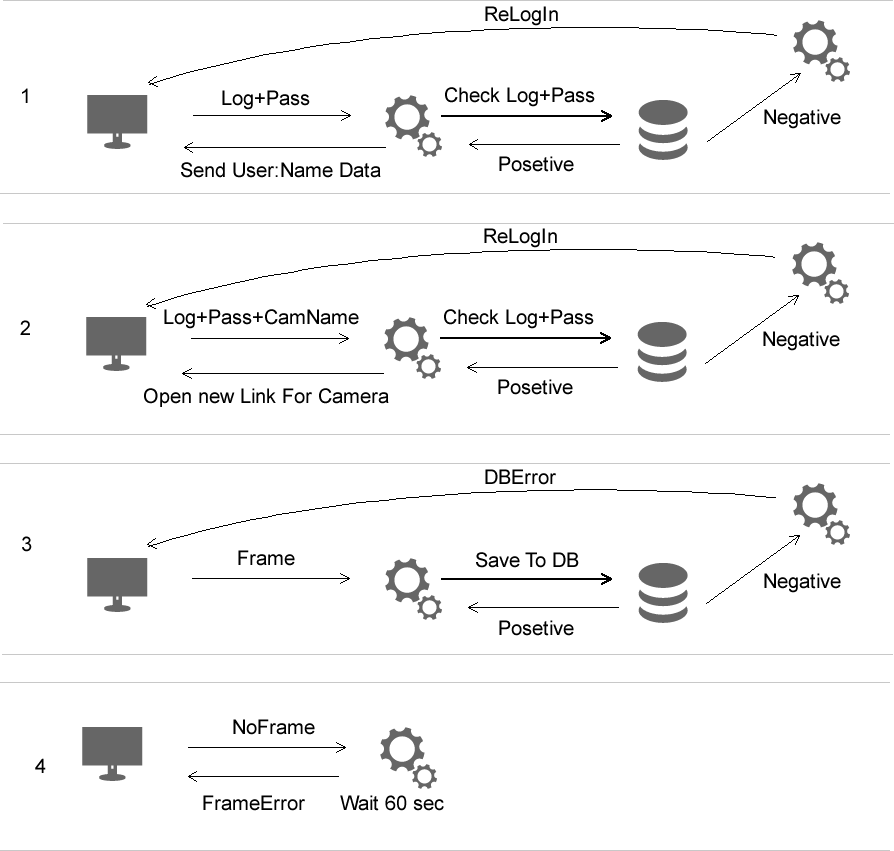 ReLogIn
1
Log+Pass
Check Log+Pass
Negative
Send User:Name Data
Posetive
ReLogIn
2
Log+Pass+CamName
Check Log+Pass
Negative
Open new Link For Camera
Posetive
DBError
3
Frame
Save To DB
Negative
Posetive
NoFrame
4
FrameError
Wait 60 sec